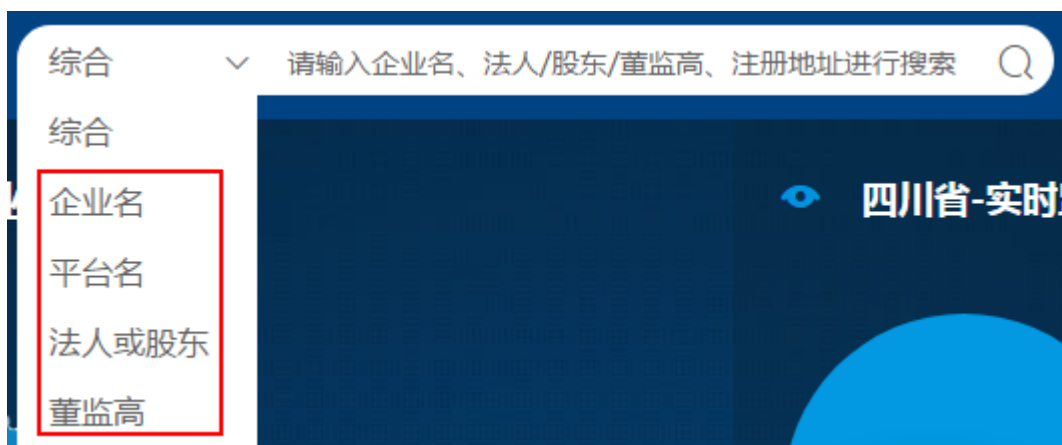 综合 请输入企业名、法人/股东/董监高、注册地址进行搜索
综合
企业名
四川省-实时
平台名
法人或股东
董监高